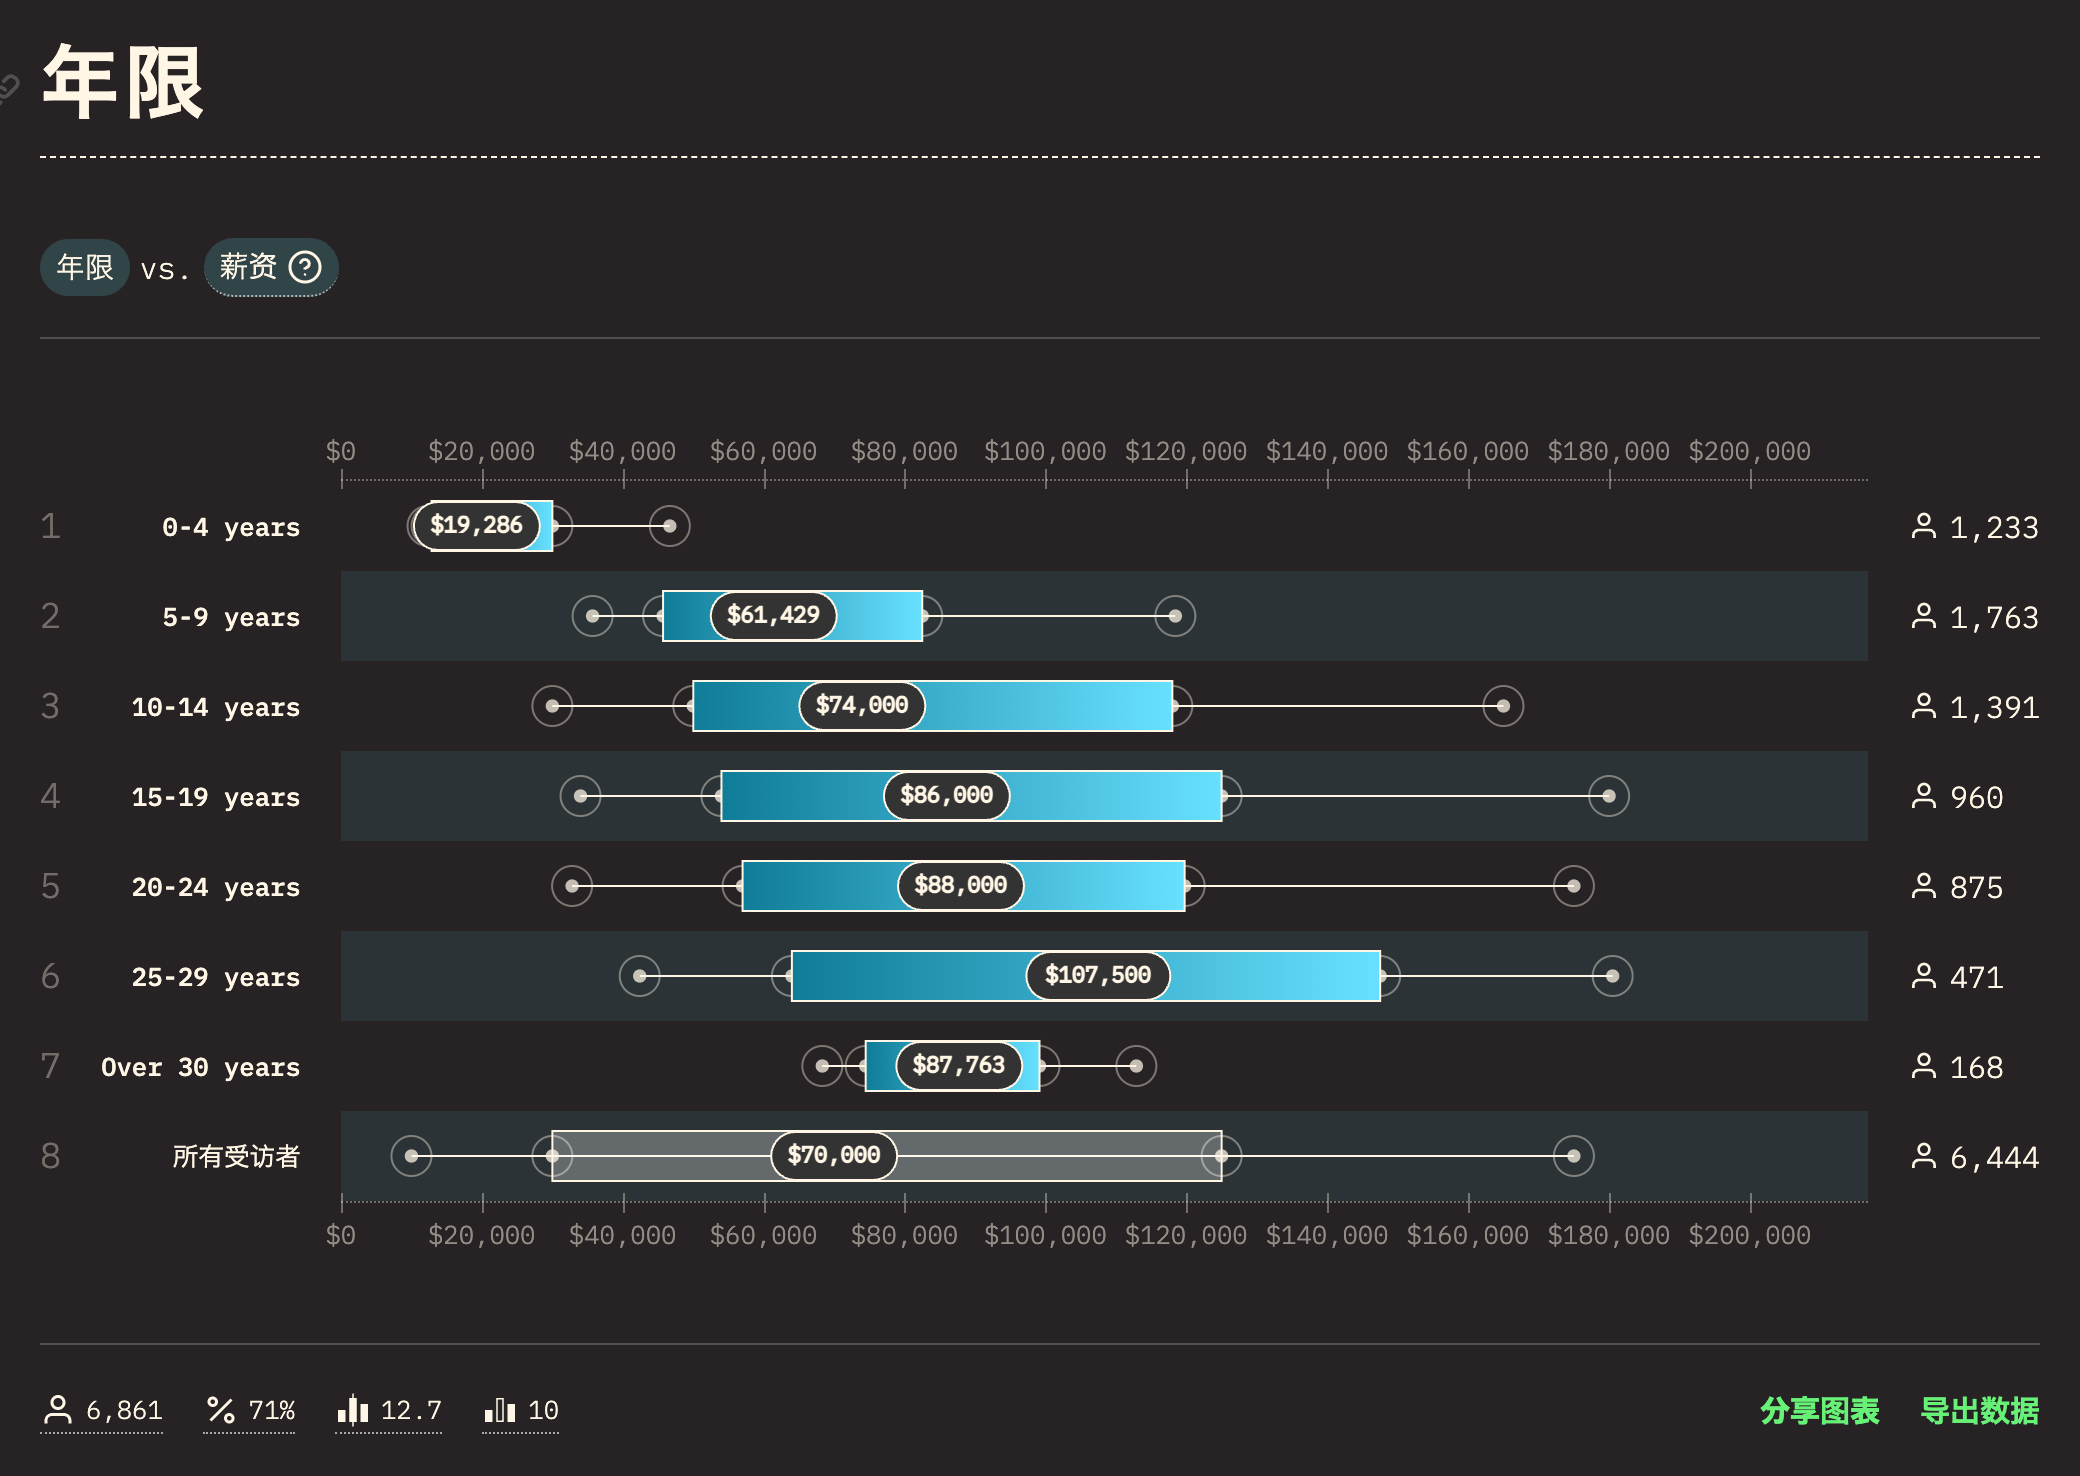 年限
年限 vs. 薪资
$0 $20,000 $40,000 $60,000 $80,000 $100,000 $120,000 $140,000 $160,000 $180,000 $200,000
1 0-4 years $19,286 1,233
2 5-9 years $61,429 1,763
3 10-14 years $74,000 1,391
4 15-19 years $86,000 960
5 20-24 years $88,000 875
6 25-29 years $107,500 471
7 Over 30 years $87,763 168
8 所有受访者 $70,000 6,444
$0 $20,000 $40,000 $60,000 $80,000 $100,000 $120,000 $140,000 $160,000 $180,000 $200,000
6,861 71% 12.7 10 分享图表 导出数据